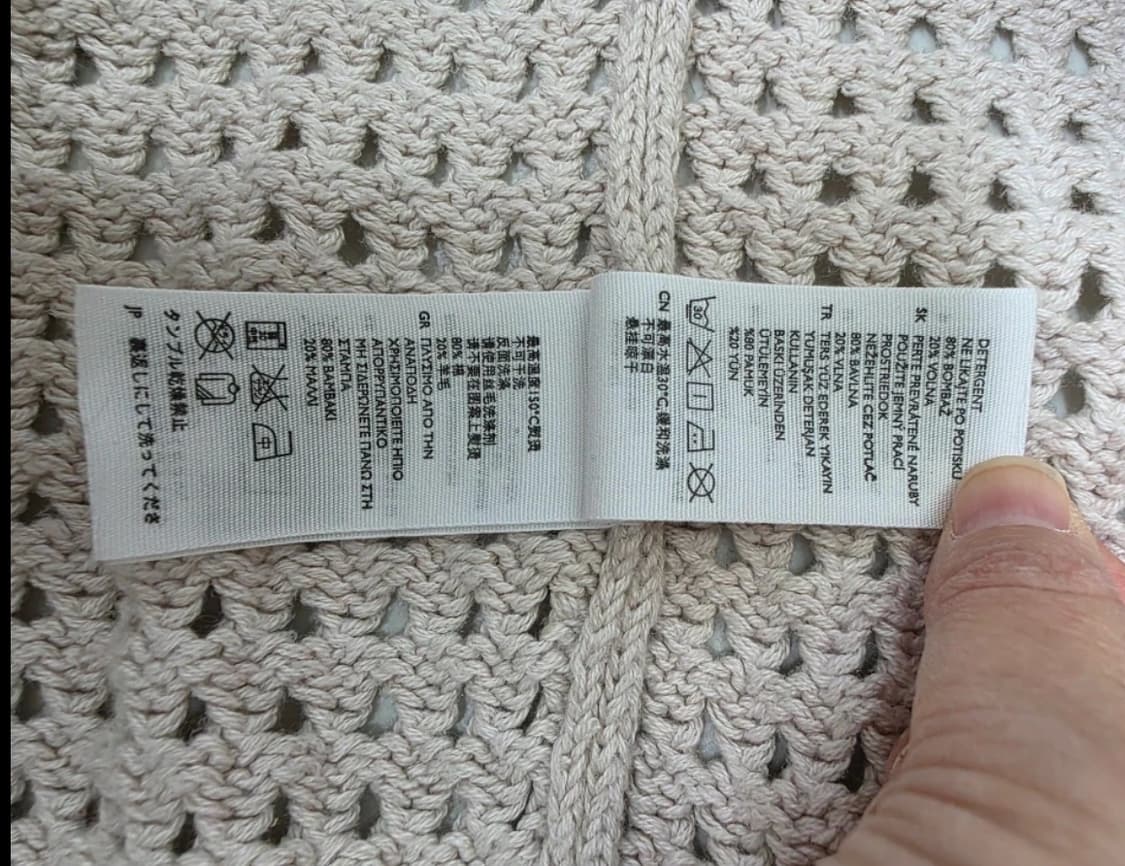 DETERGENT
NE LIKAJTE PO POTISKU
80% BOMBAŽ
20% VOLNA
SK PERTE PREVRÁTENÉ NARUBY
POUŽITE JEMNÝ PRACÍ
PROSTRIEDOK
NEŽEHLITE CEZ POTLAČ
80% BAVLNA
20% VLNA
TR TERS YÜZ EDEREK YIKAYIN
YUMUŞAK DETERJAN
KULLANIN
BASKI ÜZERİNDEN
ÜTÜLEMEYİN
%80 PAMUK
%20 YÜN
30
CN 最高水温30°C,缓和洗涤
不可漂白
悬挂晾干
最高温度150°C熨烫
不可干洗
反面洗涤
请使用丝毛洗涤剂
请不要在图案上熨烫
80% 棉
20% 羊毛
GR ΠΛΥΣΙΜΟ ΑΠΟ ΤΗΝ
ΑΝΑΠΟΔΗ
ΧΡΗΣΙΜΟΠΟΙΕΙΤΕ ΗΠΙΟ
ΑΠΟΡΡΥΠΑΝΤΙΚΟ
ΜΗ ΣΙΔΕΡΩΝΕΤΕ ΠΑΝΩ ΣΤΗ
ΣΤΑΜΠΑ
80% ΒΑΜΒΑΚΙ
20% ΜΑΛΛΙ
中
タンブル乾燥禁止
JP 裏返しにして洗ってくださ